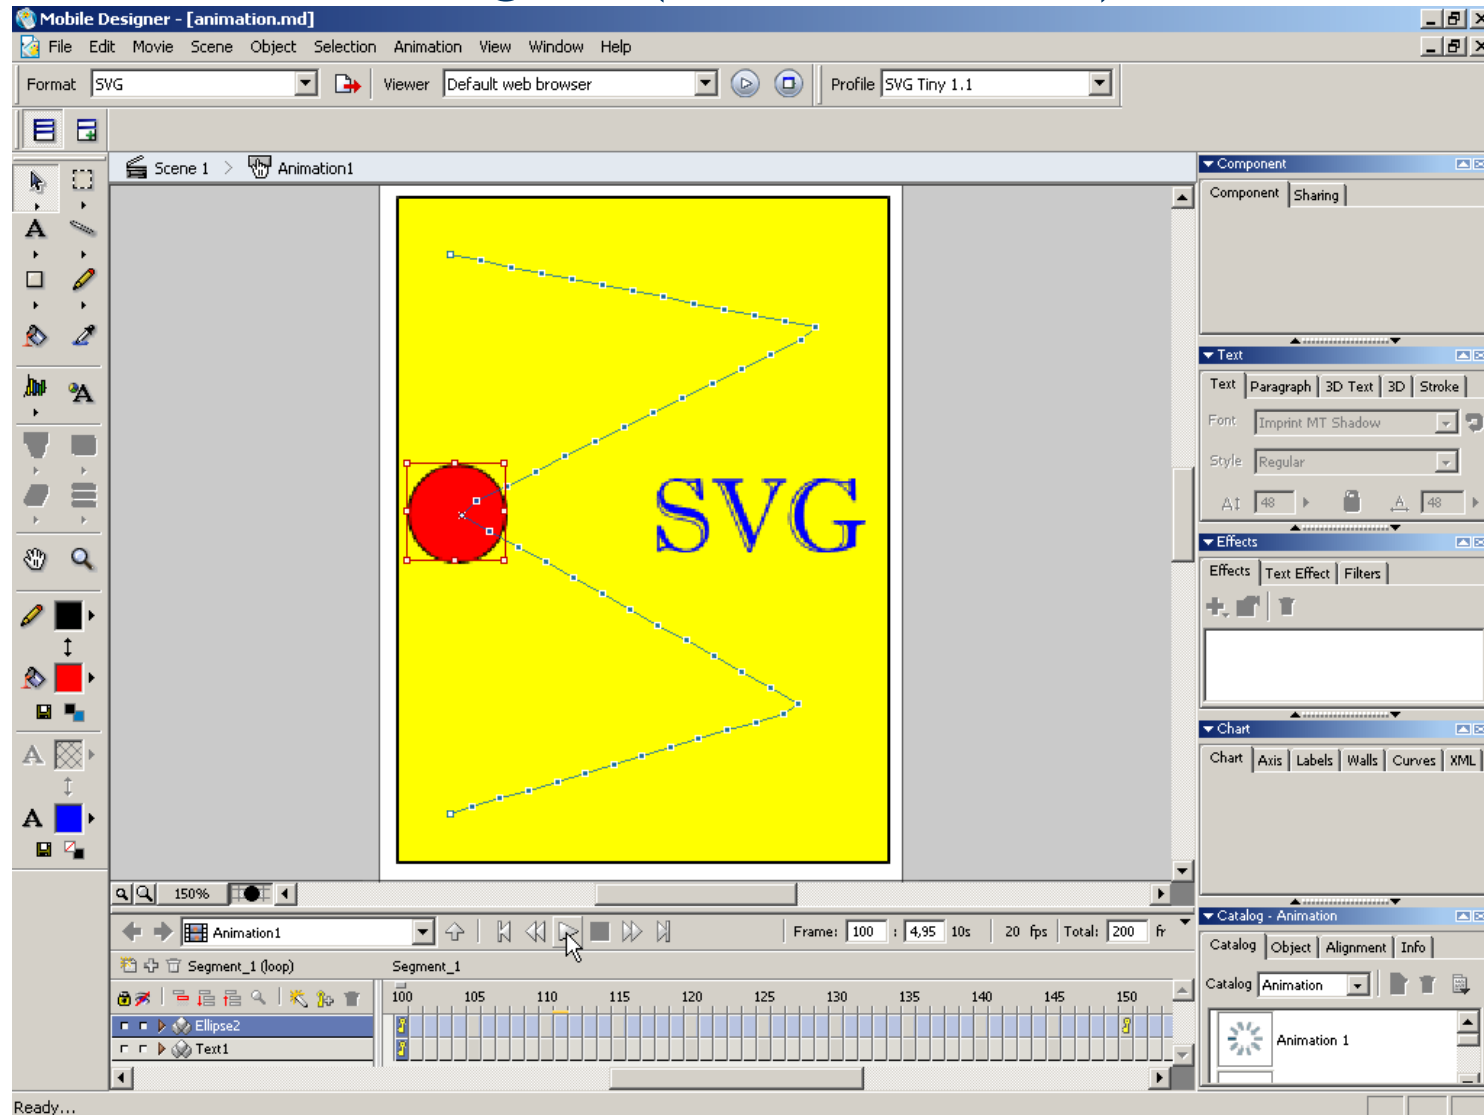 Mobile Designer - [animation.md]
File Edit Movie Scene Object Selection Animation View Window Help
Format SVG Viewer Default web browser Profile SVG Tiny 1.1
Scene 1 > Animation1
Component
Component Sharing
Text
Text Paragraph 3D Text 3D Stroke
Font Imprint MT Shadow
Style Regular
48 48
SVG
Effects
Effects Text Effect Filters
Chart
Chart Axis Labels Walls Curves XML
150%
Animation1 Frame: 100 : 4,95 10s 20 fps Total: 200 fr
Segment_1 (loop) Segment_1
100 105 110 115 120 125 130 135 140 145 150
Ellipse2
Text1
Catalog - Animation
Catalog Object Alignment Info
Catalog Animation
Animation 1
Ready...